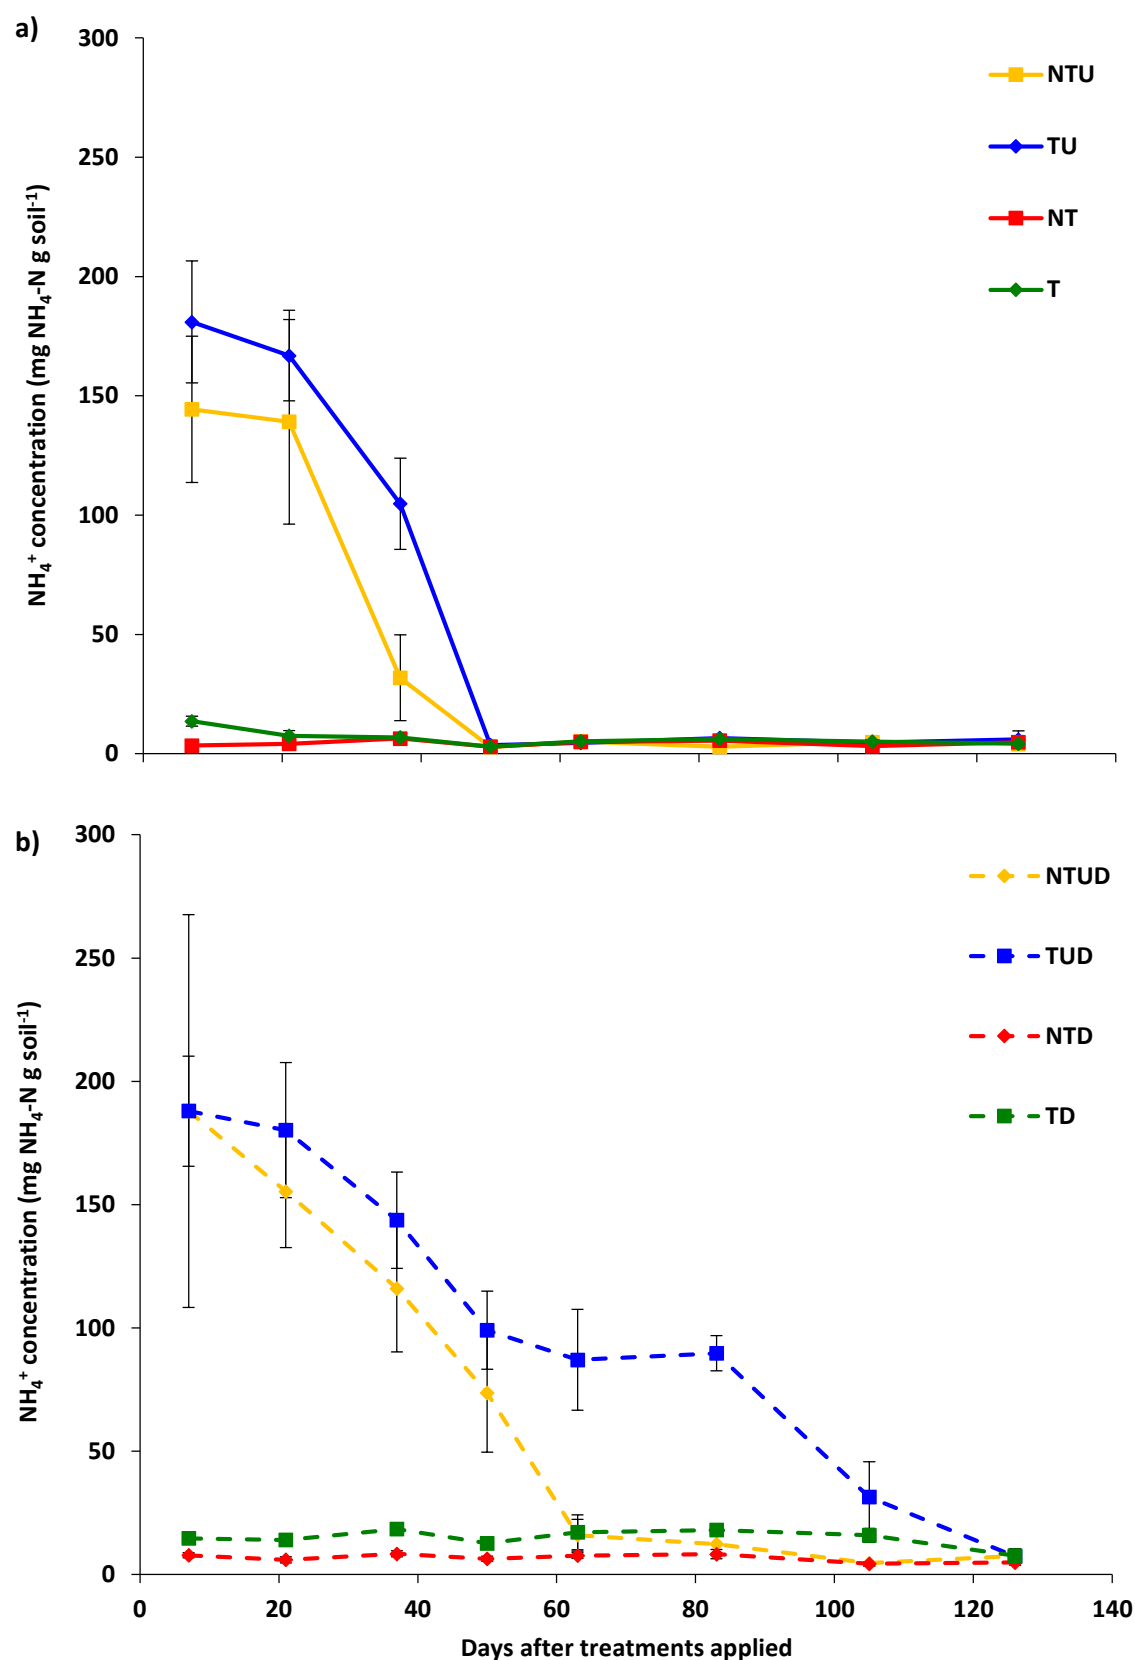 a)
300
250
200
150
100
50
0
NH₄⁺ concentration (mg NH₄-N g soil⁻¹)
NTU
TU
NT
T
b)
300
250
200
150
100
50
0
NH₄⁺ concentration (mg NH₄-N g soil⁻¹)
NTUD
TUD
NTD
TD
0 20 40 60 80 100 120 140
Days after treatments applied